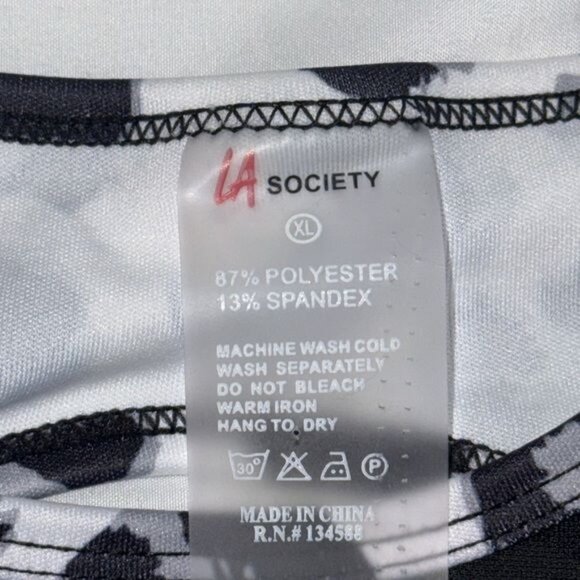 LA SOCIETY
XL
87% POLYESTER
13% SPANDEX
MACHINE WASH COLD
WASH SEPARATELY
DO NOT BLEACH
WARM IRON
HANG TO DRY
30° P
MADE IN CHINA
R.N.# 134588